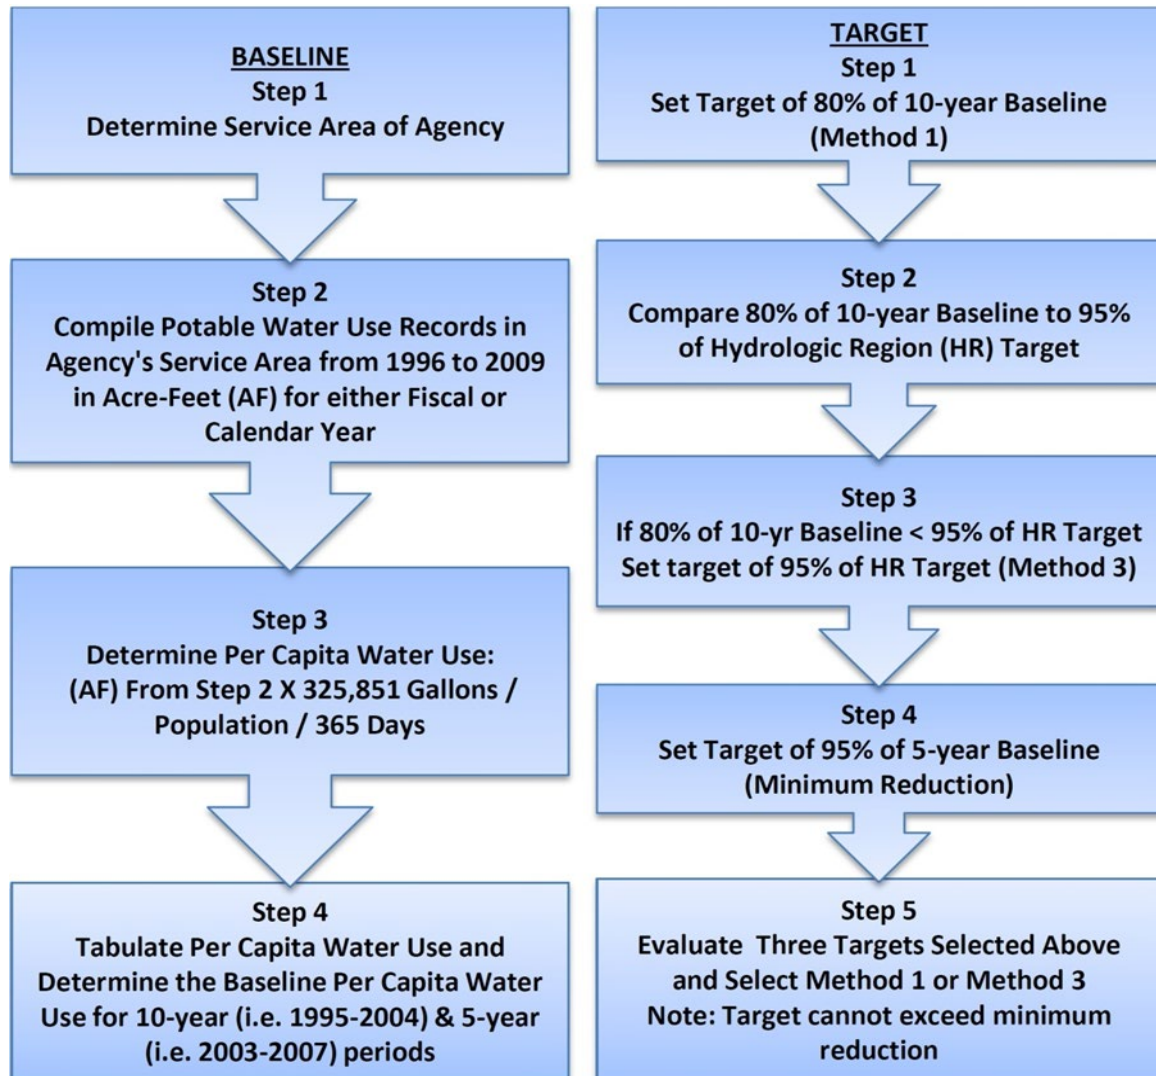 BASELINE
Step 1
Determine Service Area of Agency
Step 2
Compile Potable Water Use Records in
Agency's Service Area from 1996 to 2009
in Acre-Feet (AF) for either Fiscal or
Calendar Year
Step 3
Determine Per Capita Water Use:
(AF) From Step 2 X 325,851 Gallons /
Population / 365 Days
Step 4
Tabulate Per Capita Water Use and
Determine the Baseline Per Capita Water
Use for 10-year (i.e. 1995-2004) & 5-year
(i.e. 2003-2007) periods
TARGET
Step 1
Set Target of 80% of 10-year Baseline
(Method 1)
Step 2
Compare 80% of 10-year Baseline to 95%
of Hydrologic Region (HR) Target
Step 3
If 80% of 10-yr Baseline < 95% of HR Target
Set target of 95% of HR Target (Method 3)
Step 4
Set Target of 95% of 5-year Baseline
(Minimum Reduction)
Step 5
Evaluate  Three Targets Selected Above
and Select Method 1 or Method 3
Note: Target cannot exceed minimum
reduction